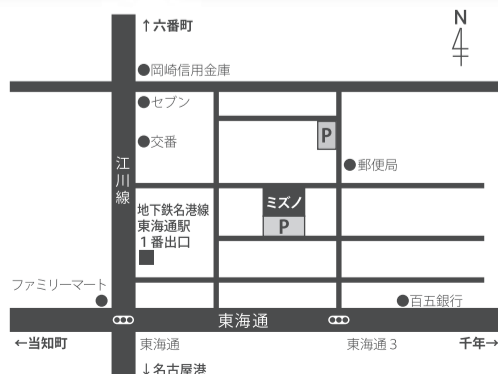 ↑六番町
N
岡崎信用金庫
セブン
交番
P
郵便局
江川線
地下鉄名港線
東海通駅
1番出口
ミズノ
P
ファミリーマート
百五銀行
東海通
←当知町
東海通
東海通3
千年→
↓名古屋港